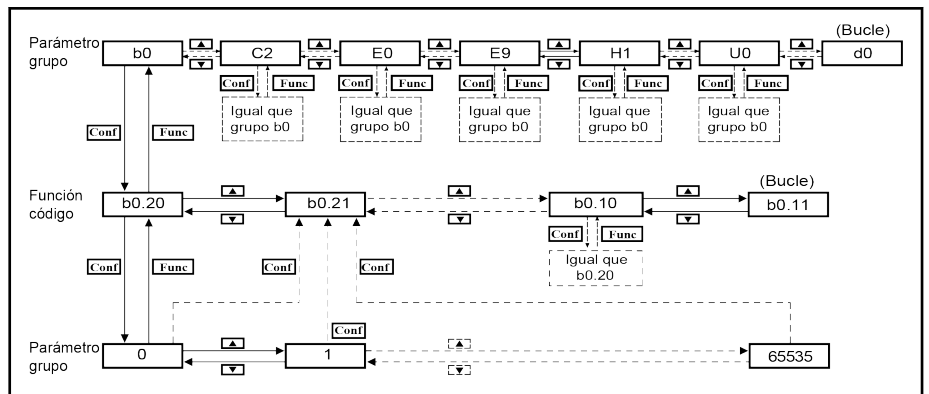 Parámetro
grupo
b0
C2
E0
E9
H1
U0
(Bucle)
d0
Conf
Func
Conf
Func
Conf
Func
Conf
Func
Conf
Func
Igual que
grupo b0
Igual que
grupo b0
Igual que
grupo b0
Igual que
grupo b0
Igual que
grupo b0
Conf
Func
Función
código
b0.20
b0.21
b0.10
(Bucle)
b0.11
Conf
Func
Igual que
b0.20
Conf
Func
Conf
Conf
Conf
Parámetro
grupo
0
1
65535